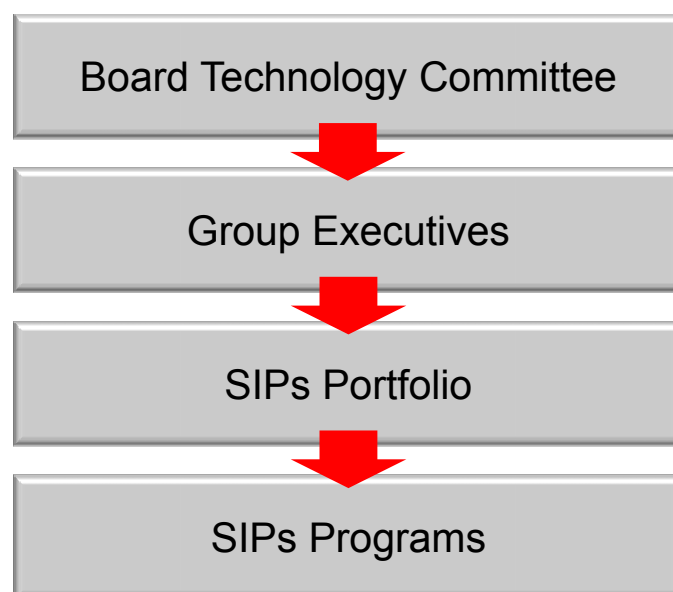 Board Technology Committee
Group Executives
SIPs Portfolio
SIPs Programs